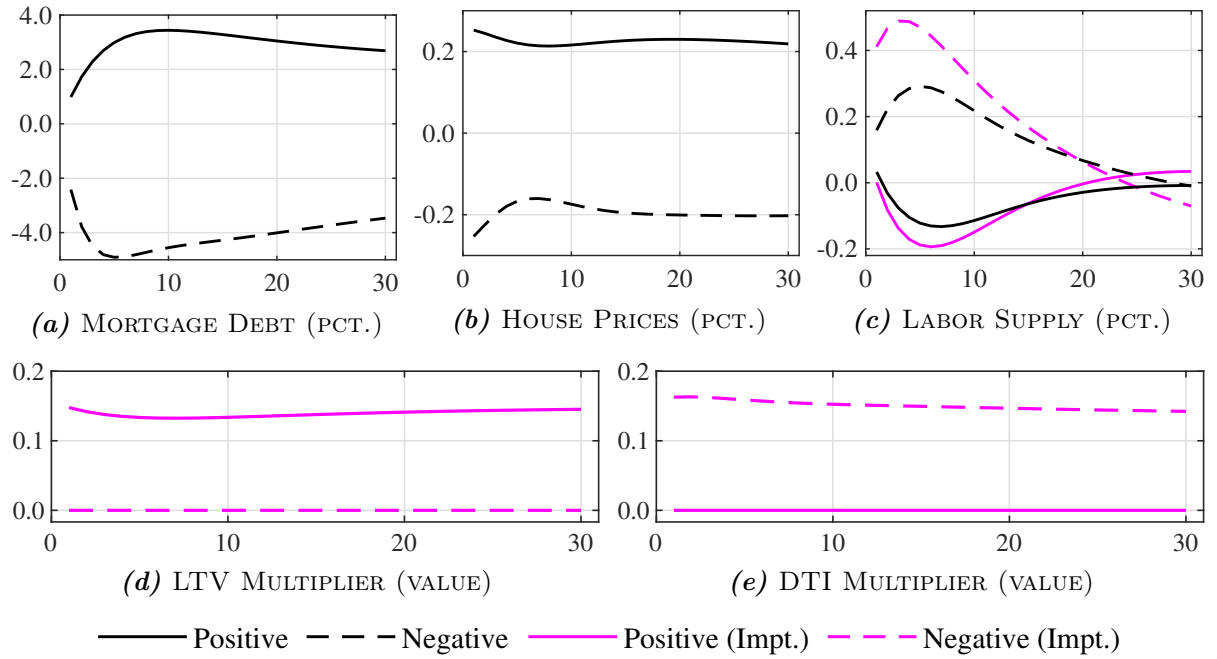 4.0
2.0
0.0
-2.0
-4.0
0 10 20 30
(a) MORTGAGE DEBT (PCT.)
0.2
0.0
-0.2
0 10 20 30
(b) HOUSE PRICES (PCT.)
0.4
0.2
0.0
-0.2
0 10 20 30
(c) LABOR SUPPLY (PCT.)
0.2
0.1
0.0
0 10 20 30
(d) LTV MULTIPLIER (VALUE)
0.2
0.1
0.0
0 10 20 30
(e) DTI MULTIPLIER (VALUE)
Positive Negative Positive (Impt.) Negative (Impt.)